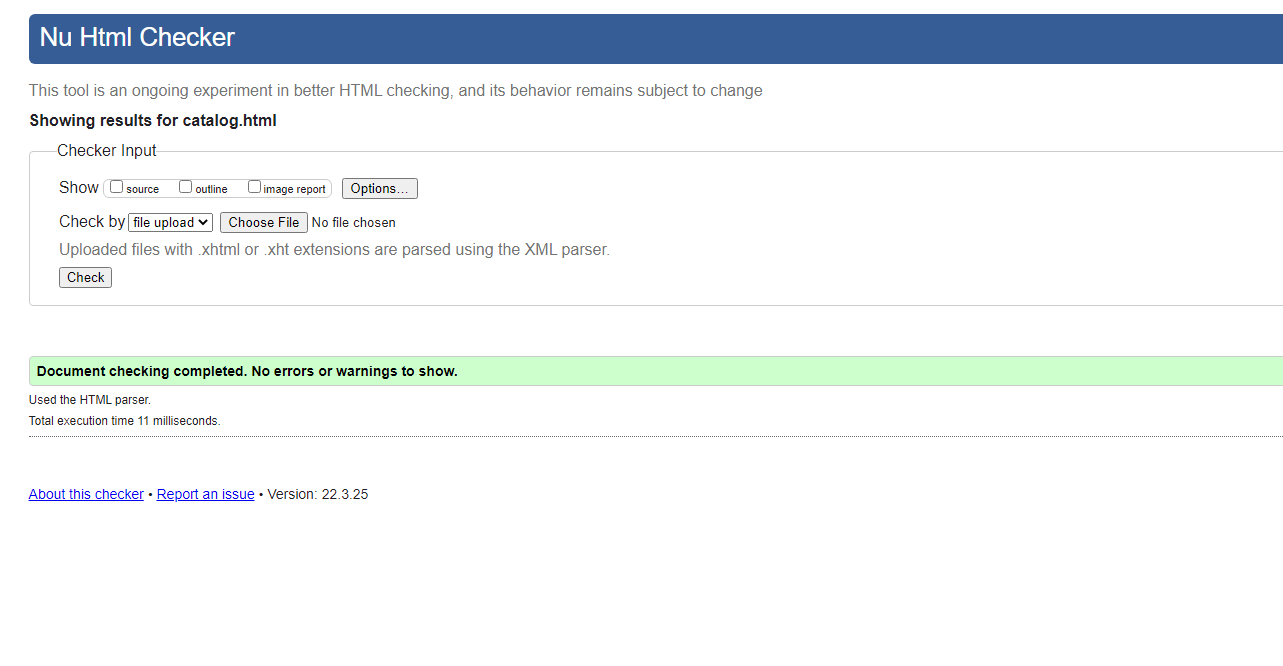 Nu Html Checker
This tool is an ongoing experiment in better HTML checking, and its behavior remains subject to change
Showing results for catalog.html
Checker Input
Show source outline image report Options...
Check by file upload Choose File No file chosen
Uploaded files with .xhtml or .xht extensions are parsed using the XML parser.
Check
Document checking completed. No errors or warnings to show.
Used the HTML parser.
Total execution time 11 milliseconds.
About this checker • Report an issue • Version: 22.3.25